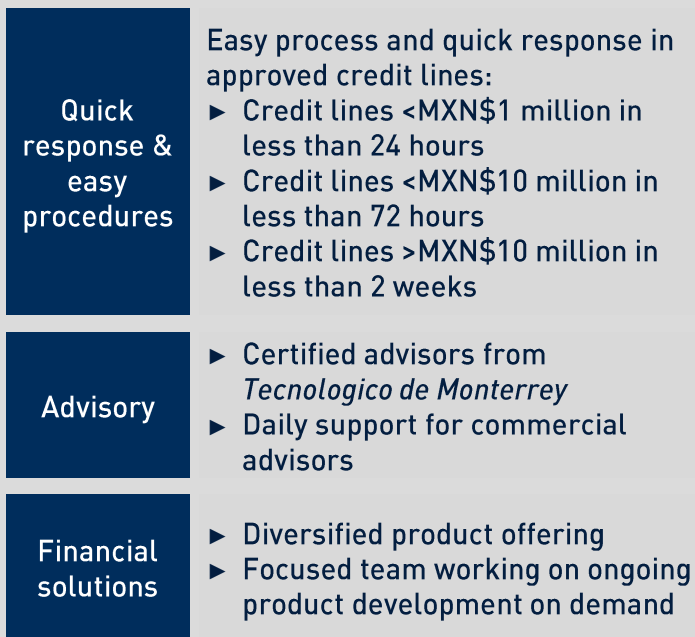 Quick
response &
easy
procedures
Easy process and quick response in
approved credit lines:
► Credit lines <MXN$1 million in
less than 24 hours
► Credit lines <MXN$10 million in
less than 72 hours
► Credit lines >MXN$10 million in
less than 2 weeks
Advisory
► Certified advisors from
Tecnologico de Monterrey
► Daily support for commercial
advisors
Financial
solutions
► Diversified product offering
► Focused team working on ongoing
product development on demand